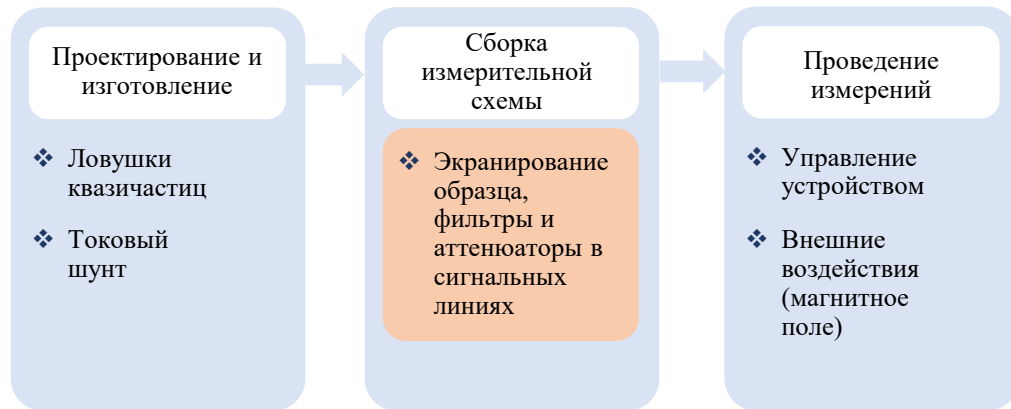 Проектирование и
изготовление
❖ Ловушки
квазичастиц
❖ Токовый
шунт
Сборка
измерительной
схемы
❖ Экранирование
образца,
фильтры и
аттенюаторы в
сигнальных
линиях
Проведение
измерений
❖ Управление
устройством
❖ Внешние
воздействия
(магнитное
поле)